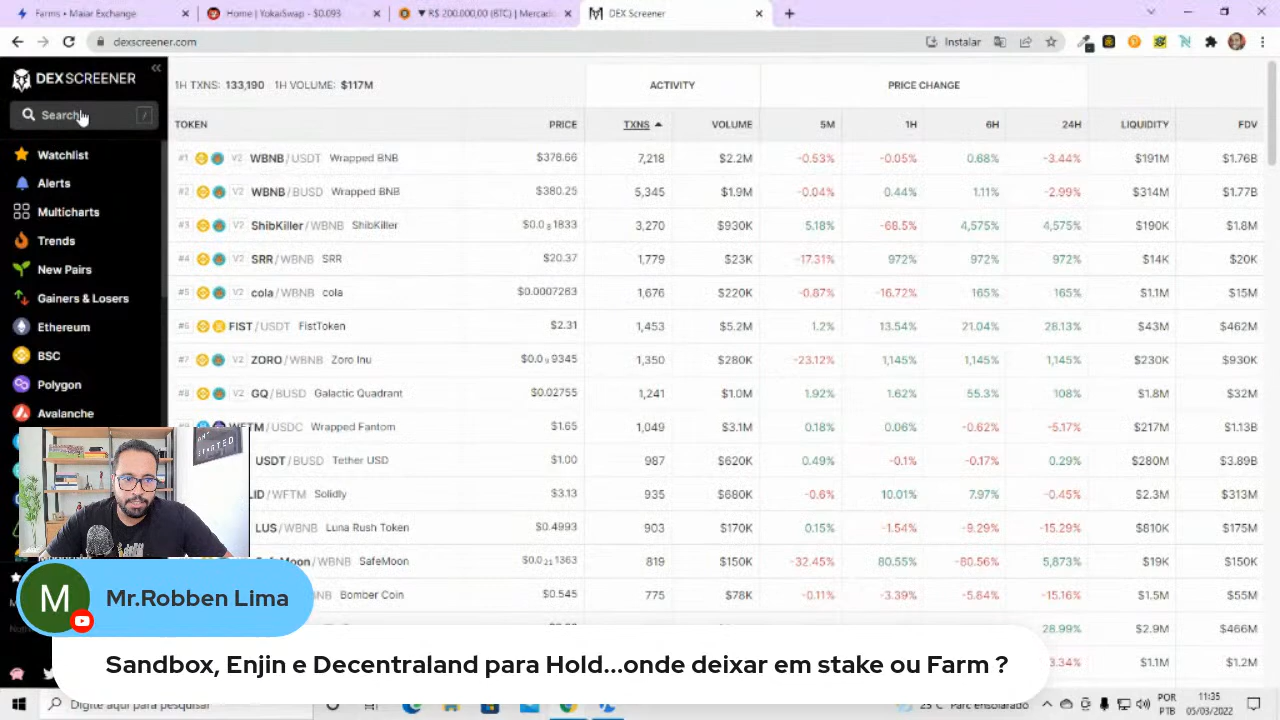 Farms | Maiar Exchange
Home | YokaiSwap - $0.093
▼ R$ 200.000,00 (BTC) | Mercado
DEX Screener
dexscreener.com
Instalar
DEX SCREENER
Search
/
Watchlist
Alerts
Multicharts
Trends
New Pairs
Gainers & Losers
Ethereum
BSC
Polygon
Avalanche
1H TXNS: 133,190 1H VOLUME: $117M
ACTIVITY
PRICE CHANGE
TOKEN PRICE TXNS VOLUME 5M 1H 6H 24H LIQUIDITY FDV
#1 V2 WBNB/USDT Wrapped BNB $378.66 7,218 $2.2M -0.53% -0.05% 0.68% -3.44% $191M $1.76B
#2 V2 WBNB/BUSD Wrapped BNB $380.25 5,345 $1.9M -0.04% 0.44% 1.11% -2.99% $314M $1.77B
#3 V2 ShibKiller/WBNB ShibKiller $0.0₈1833 3,270 $930K 5.18% -68.5% 4,575% 4,575% $190K $1.8M
#4 V2 SRR/WBNB SRR $20.37 1,779 $23K -17.31% 972% 972% 972% $14K $20K
#5 V2 cola/WBNB cola $0.0007263 1,676 $220K -0.87% -16.72% 165% 165% $1.1M $15M
#6 FIST/USDT FistToken $2.31 1,453 $5.2M 1.2% 13.54% 21.04% 28.13% $43M $462M
#7 V2 ZORO/WBNB Zoro Inu $0.0₉9345 1,350 $280K -23.12% 1,145% 1,145% 1,145% $230K $930K
#8 V2 GQ/BUSD Galactic Quadrant $0.02755 1,241 $1.0M 1.92% 1.62% 55.3% 108% $1.8M $32M
WFTM/USDC Wrapped Fantom $1.65 1,049 $3.1M 0.18% 0.06% -0.62% -5.17% $217M $1.13B
USDT/BUSD Tether USD $1.00 987 $620K 0.49% -0.1% -0.17% 0.29% $280M $3.89B
LID/WFTM Solidly $3.13 935 $680K -0.6% 10.01% 7.97% -0.45% $2.3M $313M
LUS/WBNB Luna Rush Token $0.4993 903 $170K 0.15% -1.54% -9.29% -15.29% $810K $175M
Moon/WBNB SafeMoon $0.0₁₁1363 819 $150K -32.45% 80.55% -80.56% 5,873% $19K $150K
/WBNB Bomber Coin $0.545 775 $78K -0.11% -3.39% -5.84% -15.16% $1.5M $55M
28.99% $2.9M $466M
3.34% $1.1M $1.2M
STARTED
M
Mr.Robben Lima
Sandbox, Enjin e Decentraland para Hold...onde deixar em stake ou Farm ?
Digite aqui para pesquisar
25°C Parc ensolarado
POR
PTB
11:35
05/03/2022